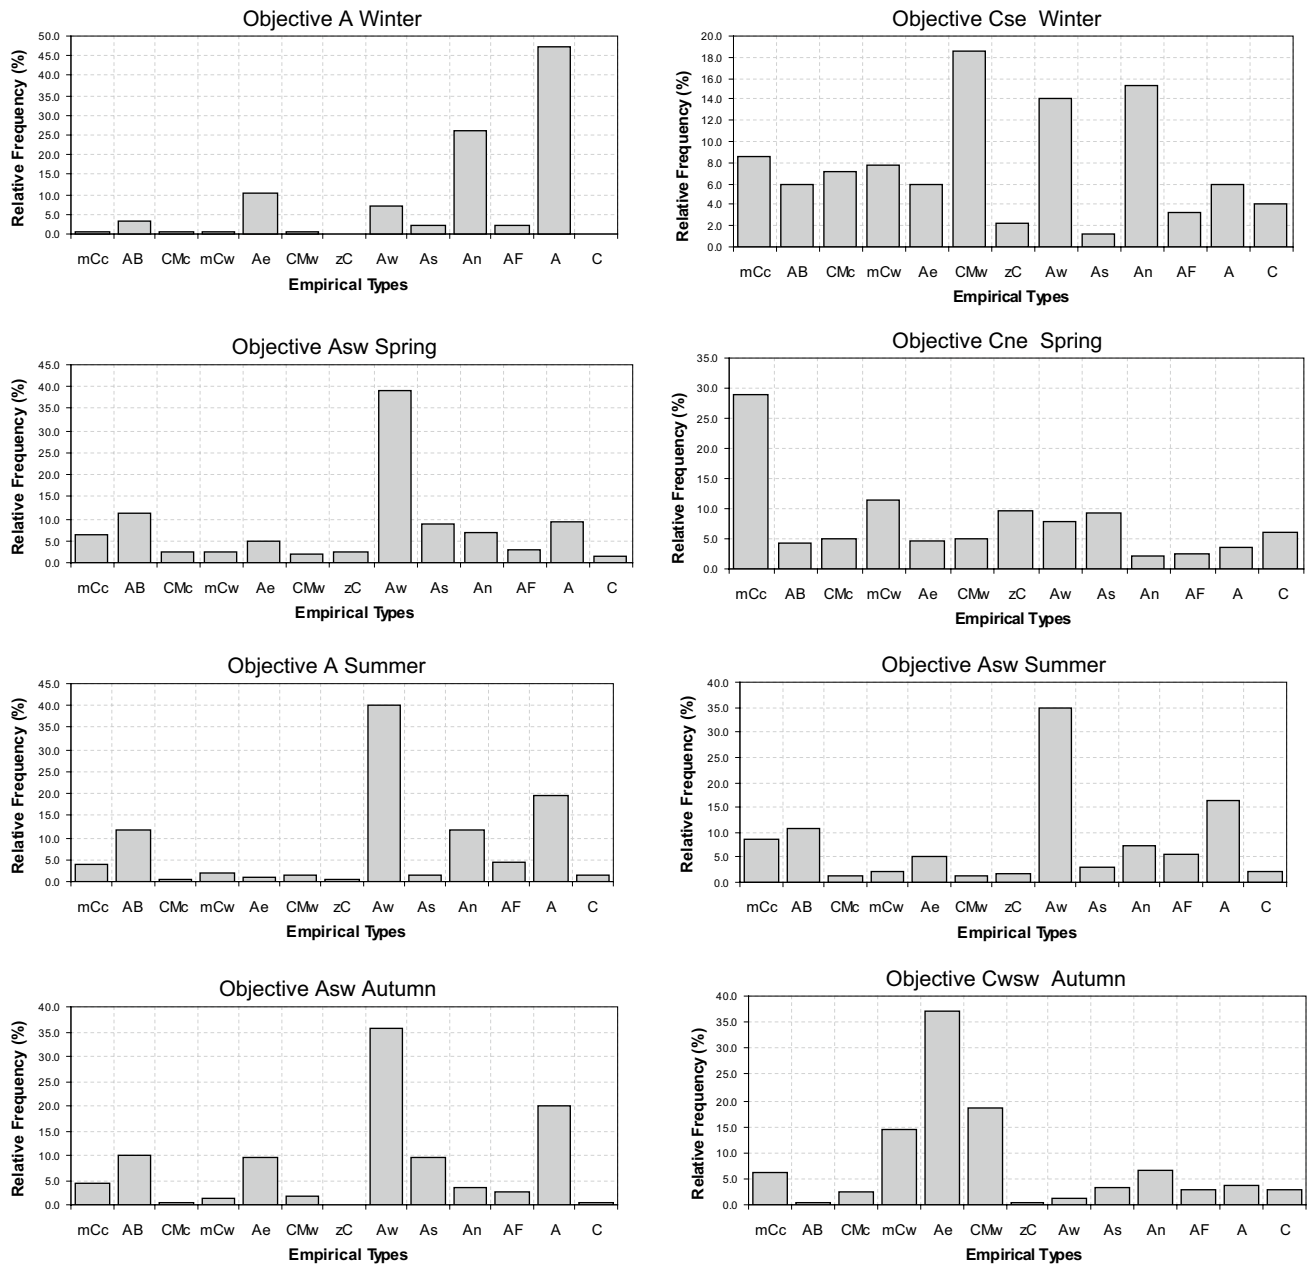 Objective A Winter
Relative Frequency (%)
50.0
45.0
40.0
35.0
30.0
25.0
20.0
15.0
10.0
5.0
0.0
mCc AB CMc mCw Ae CMw zC Aw As An AF A C
Empirical Types
Objective Cse Winter
Relative Frequency (%)
20.0
18.0
16.0
14.0
12.0
10.0
8.0
6.0
4.0
2.0
0.0
mCc AB CMc mCw Ae CMw zC Aw As An AF A C
Empirical Types
Objective Asw Spring
Relative Frequency (%)
45.0
40.0
35.0
30.0
25.0
20.0
15.0
10.0
5.0
0.0
mCc AB CMc mCw Ae CMw zC Aw As An AF A C
Empirical Types
Objective Cne Spring
Relative Frequency (%)
35.0
30.0
25.0
20.0
15.0
10.0
5.0
0.0
mCc AB CMc mCw Ae CMw zC Aw As An AF A C
Empirical Types
Objective A Summer
Relative Frequency (%)
45.0
40.0
35.0
30.0
25.0
20.0
15.0
10.0
5.0
0.0
mCc AB CMc mCw Ae CMw zC Aw As An AF A C
Empirical Types
Objective Asw Summer
Relative Frequency (%)
40.0
35.0
30.0
25.0
20.0
15.0
10.0
5.0
0.0
mCc AB CMc mCw Ae CMw zC Aw As An AF A C
Empirical Types
Objective Asw Autumn
Relative Frequency (%)
40.0
35.0
30.0
25.0
20.0
15.0
10.0
5.0
0.0
mCc AB CMc mCw Ae CMw zC Aw As An AF A C
Empirical Types
Objective Cwsw Autumn
Relative Frequency (%)
40.0
35.0
30.0
25.0
20.0
15.0
10.0
5.0
0.0
mCc AB CMc mCw Ae CMw zC Aw As An AF A C
Empirical Types